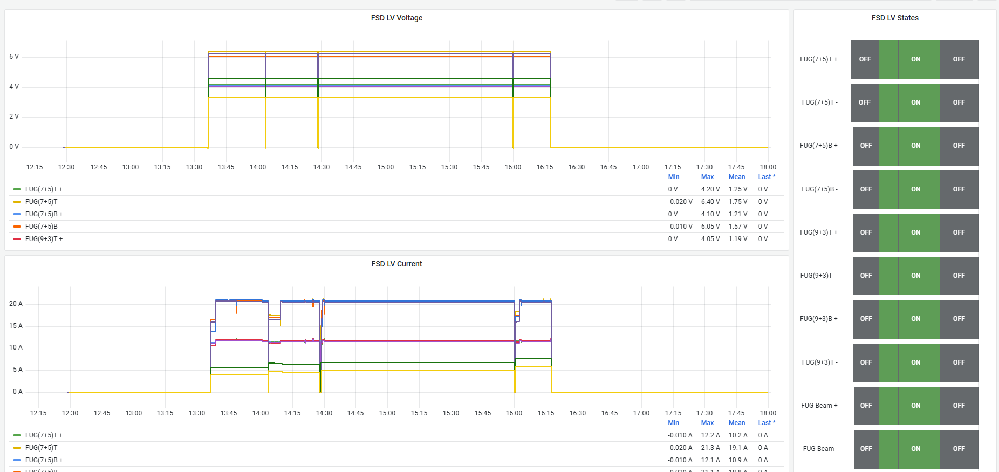 FSD LV Voltage
6 V
4 V
2 V
0 V
12:15 12:30 12:45 13:00 13:15 13:30 13:45 14:00 14:15 14:30 14:45 15:00 15:15 15:30 15:45 16:00 16:15 16:30 16:45 17:00 17:15 17:30 17:45 18:00
Min Max Mean Last *
FUG(7+5)T + 0 V 4.20 V 1.25 V 0 V
FUG(7+5)T - -0.020 V 6.40 V 1.75 V 0 V
FUG(7+5)B + 0 V 4.10 V 1.21 V 0 V
FUG(7+5)B - -0.010 V 6.05 V 1.57 V 0 V
FUG(9+3)T + 0 V 4.05 V 1.19 V 0 V
FSD LV Current
20 A
15 A
10 A
5 A
0 A
12:15 12:30 12:45 13:00 13:15 13:30 13:45 14:00 14:15 14:30 14:45 15:00 15:15 15:30 15:45 16:00 16:15 16:30 16:45 17:00 17:15 17:30 17:45 18:00
Min Max Mean Last *
FUG(7+5)T + -0.010 A 12.2 A 10.2 A 0 A
FUG(7+5)T - -0.020 A 21.3 A 19.1 A 0 A
FUG(7+5)B + -0.010 A 12.1 A 10.9 A 0 A
FSD LV States
FUG(7+5)T + OFF ON OFF
FUG(7+5)T - OFF ON OFF
FUG(7+5)B + OFF ON OFF
FUG(7+5)B - OFF ON OFF
FUG(9+3)T + OFF ON OFF
FUG(9+3)T - OFF ON OFF
FUG(9+3)B + OFF ON OFF
FUG(9+3)T - OFF ON OFF
FUG Beam + OFF ON OFF
FUG Beam - OFF ON OFF